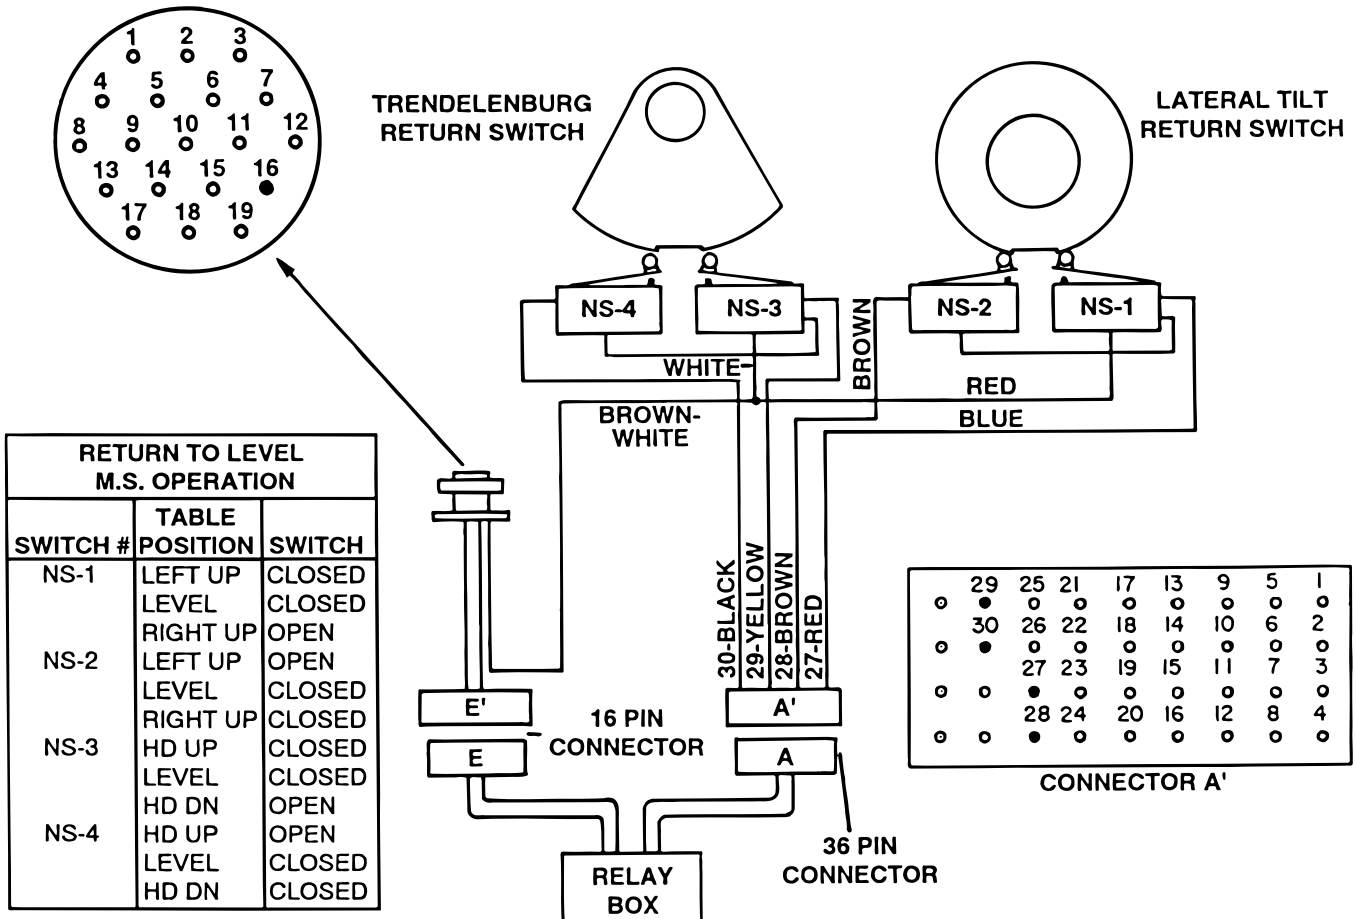 1 2 3
4 5 6 7
8 9 10 11 12
13 14 15 16
17 18 19
TRENDELENBURG
RETURN SWITCH
LATERAL TILT
RETURN SWITCH
NS-4
NS-3
NS-2
NS-1
WHITE
BROWN
RED
BLUE
BROWN-
WHITE
30-BLACK
29-YELLOW
28-BROWN
27-RED
RETURN TO LEVEL
M.S. OPERATION
SWITCH # TABLE POSITION SWITCH
NS-1 LEFT UP CLOSED
LEVEL CLOSED
RIGHT UP OPEN
NS-2 LEFT UP OPEN
LEVEL CLOSED
RIGHT UP CLOSED
NS-3 HD UP CLOSED
LEVEL CLOSED
HD DN OPEN
NS-4 HD UP OPEN
LEVEL CLOSED
HD DN CLOSED
E'
E
16 PIN
CONNECTOR
A'
A
36 PIN
CONNECTOR
RELAY
BOX
29 25 21 17 13 9 5 1
30 26 22 18 14 10 6 2
27 23 19 15 11 7 3
28 24 20 16 12 8 4
CONNECTOR A'